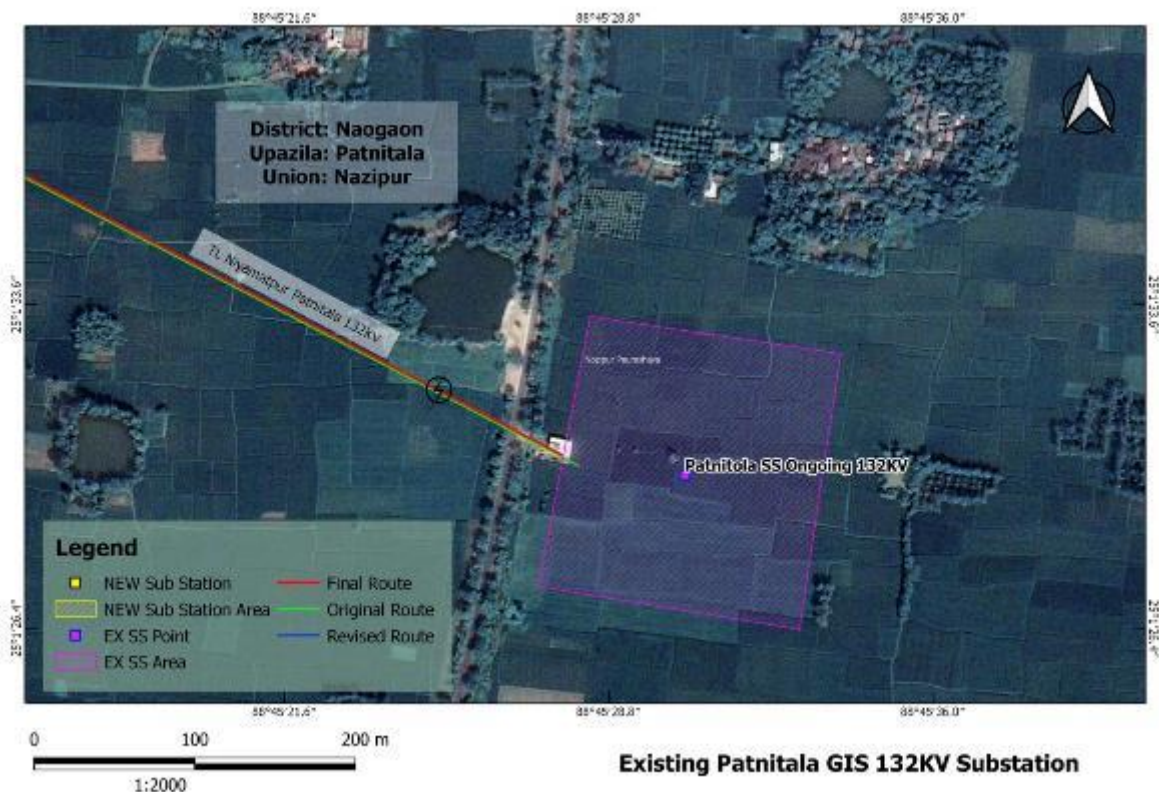 88°45'21.6" 88°45'28.8" 88°45'36.0"
District: Naogaon
Upazila: Patnitala
Union: Nazipur
TL Niyamatpur Patnitala 132KV
25°1'33.6" 25°1'33.6"
Nazipur Paurashava
Patnitola SS Ongoing 132KV
Legend
NEW Sub Station Final Route
NEW Sub Station Area Original Route
EX SS Point Revised Route
EX SS Area
25°1'26.4" 25°1'26.4"
88°45'21.6" 88°45'28.8" 88°45'36.0"
0 100 200 m
1:2000
Existing Patnitala GIS 132KV Substation